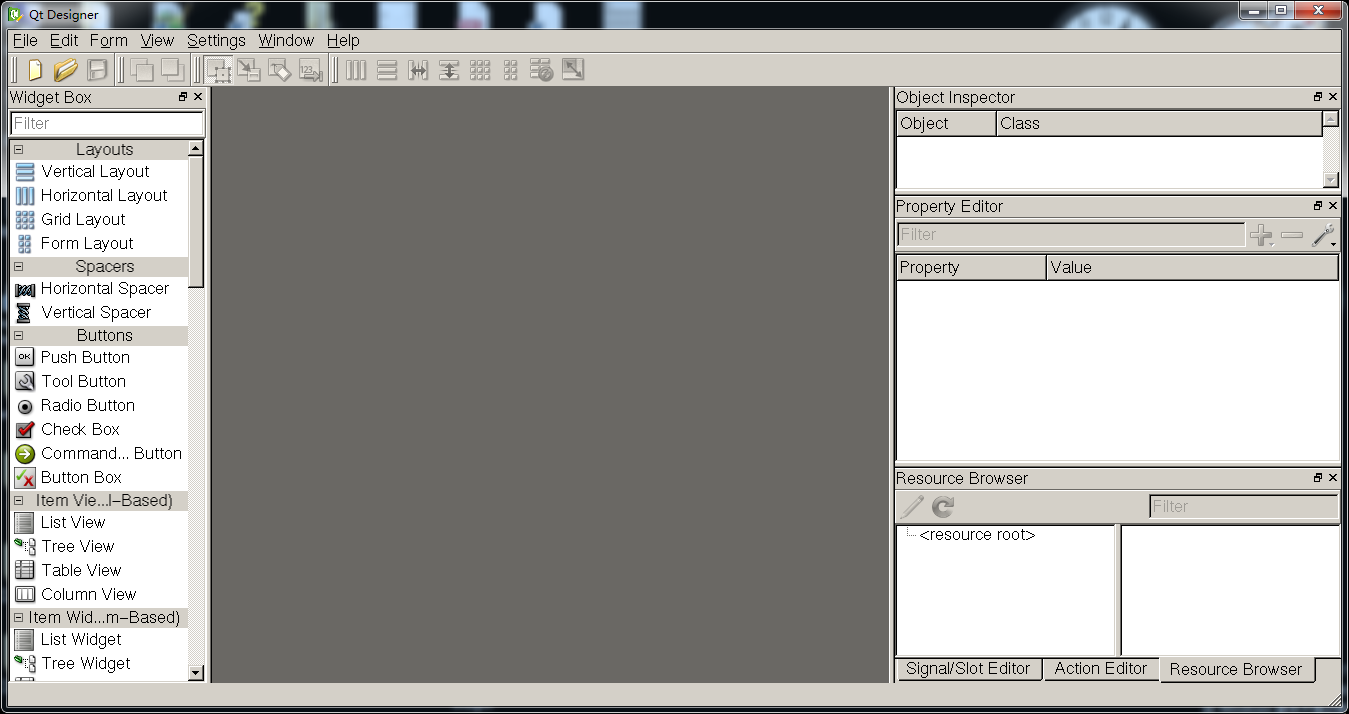 Qt Designer
File Edit Form View Settings Window Help
Widget Box
Filter
Layouts
Vertical Layout
Horizontal Layout
Grid Layout
Form Layout
Spacers
Horizontal Spacer
Vertical Spacer
Buttons
OK Push Button
Tool Button
Radio Button
Check Box
Command... Button
Button Box
Item Vie...l-Based)
List View
Tree View
Table View
Column View
Item Wid...m-Based)
List Widget
Tree Widget
Object Inspector
Object Class
Property Editor
Filter
Property Value
Resource Browser
Filter
<resource root>
Signal/Slot Editor Action Editor Resource Browser